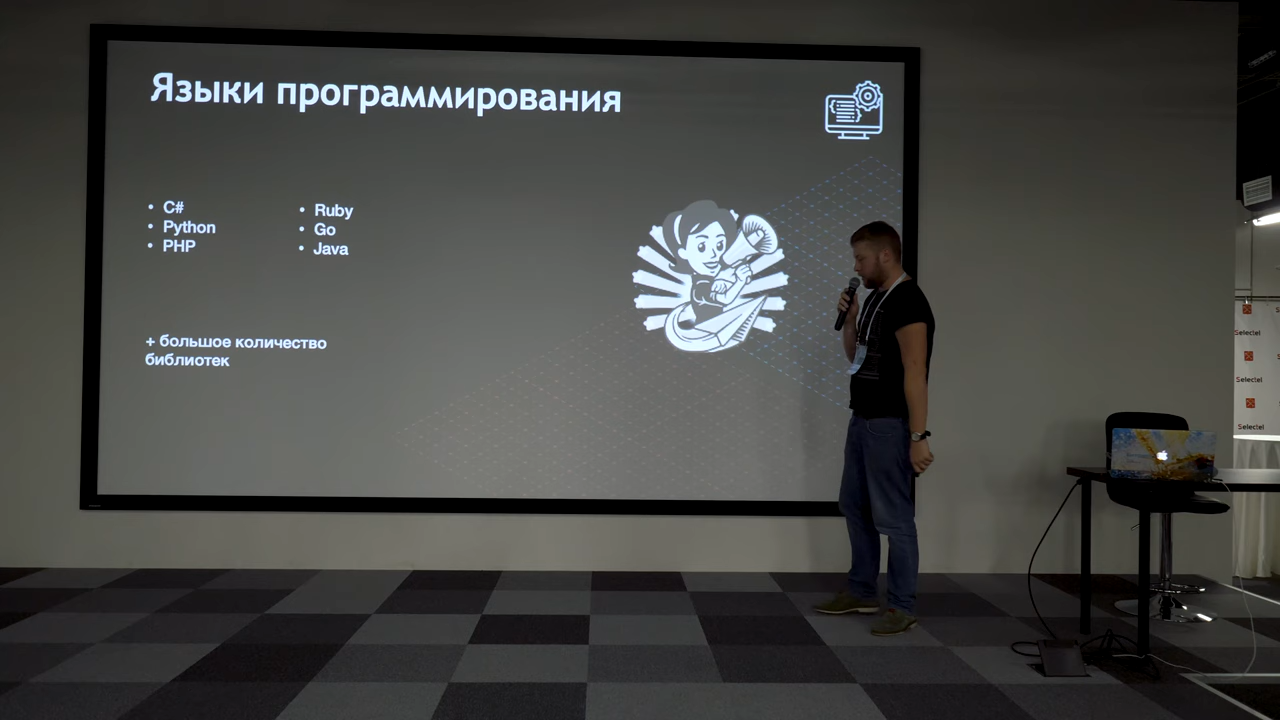 Языки программирования
• C#
• Python
• PHP
• Ruby
• Go
• Java
+ большое количество
библиотек
Selectel
Selectel
Selectel